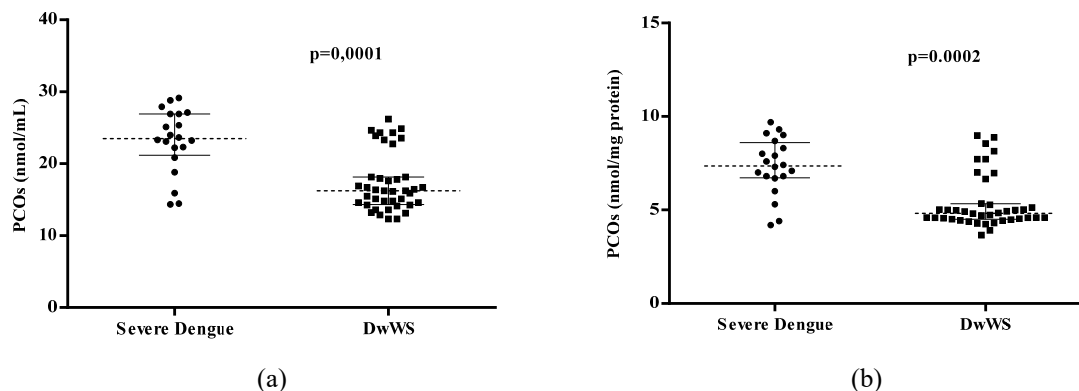 40
p=0,0001
30
20
10
0
PCOs (nmol/mL)
Severe Dengue
DwWS
(a)
15
p=0.0002
10
5
0
PCOs (nmol/mg protein)
Severe Dengue
DwWS
(b)